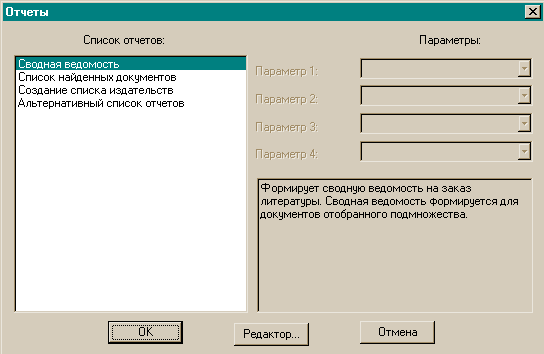 Отчеты
Список отчетов:
Параметры:
Сводная ведомость
Список найденных документов
Создание списка издательств
Альтернативный список отчетов
Параметр 1:
Параметр 2:
Параметр 3:
Параметр 4:
Формирует сводную ведомость на заказ
литературы. Сводная ведомость формируется для
документов отобранного подмножества.
OK
Редактор...
Отмена